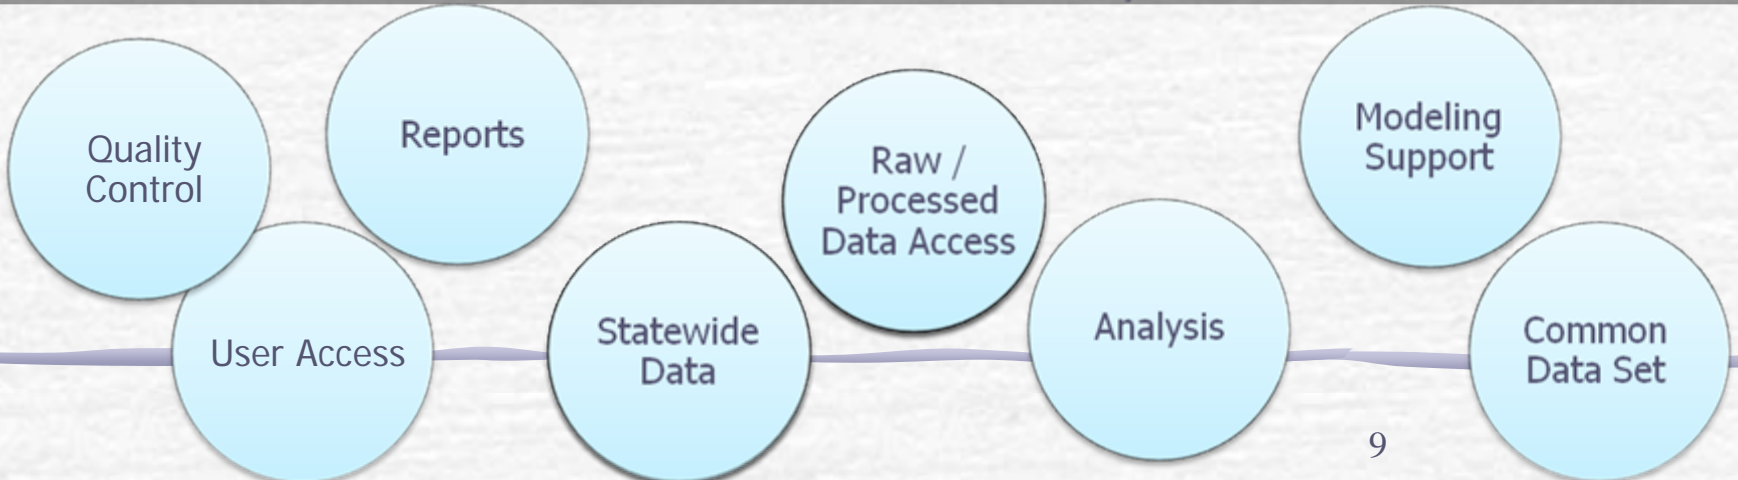 Quality
Control
Reports
User Access
Statewide
Data
Raw /
Processed
Data Access
Analysis
Modeling
Support
Common
Data Set
9